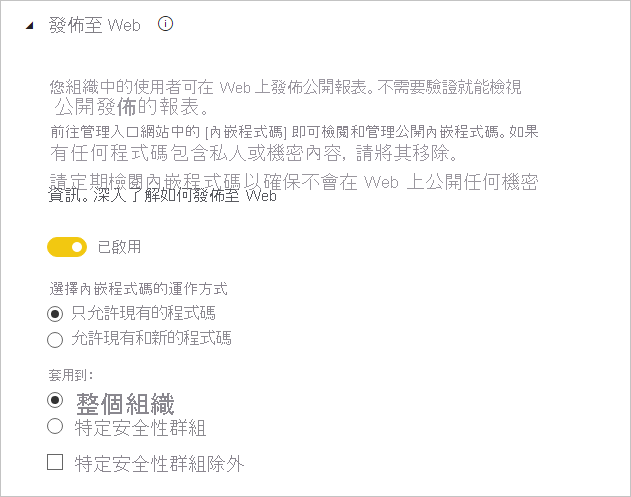 發佈至 Web
您組織中的使用者可在 Web 上發佈公開報表。不需要驗證就能檢視
公開發佈的報表。
前往管理入口網站中的 [內嵌程式碼] 即可檢閱和管理公開內嵌程式碼。如果
有任何程式碼包含私人或機密內容, 請將其移除。
請定期檢閱內嵌程式碼以確保不會在 Web 上公開任何機密
資訊。深入了解如何發佈至 Web
已啟用
選擇內嵌程式碼的運作方式
只允許現有的程式碼
允許現有和新的程式碼
套用到:
整個組織
特定安全性群組
特定安全性群組除外